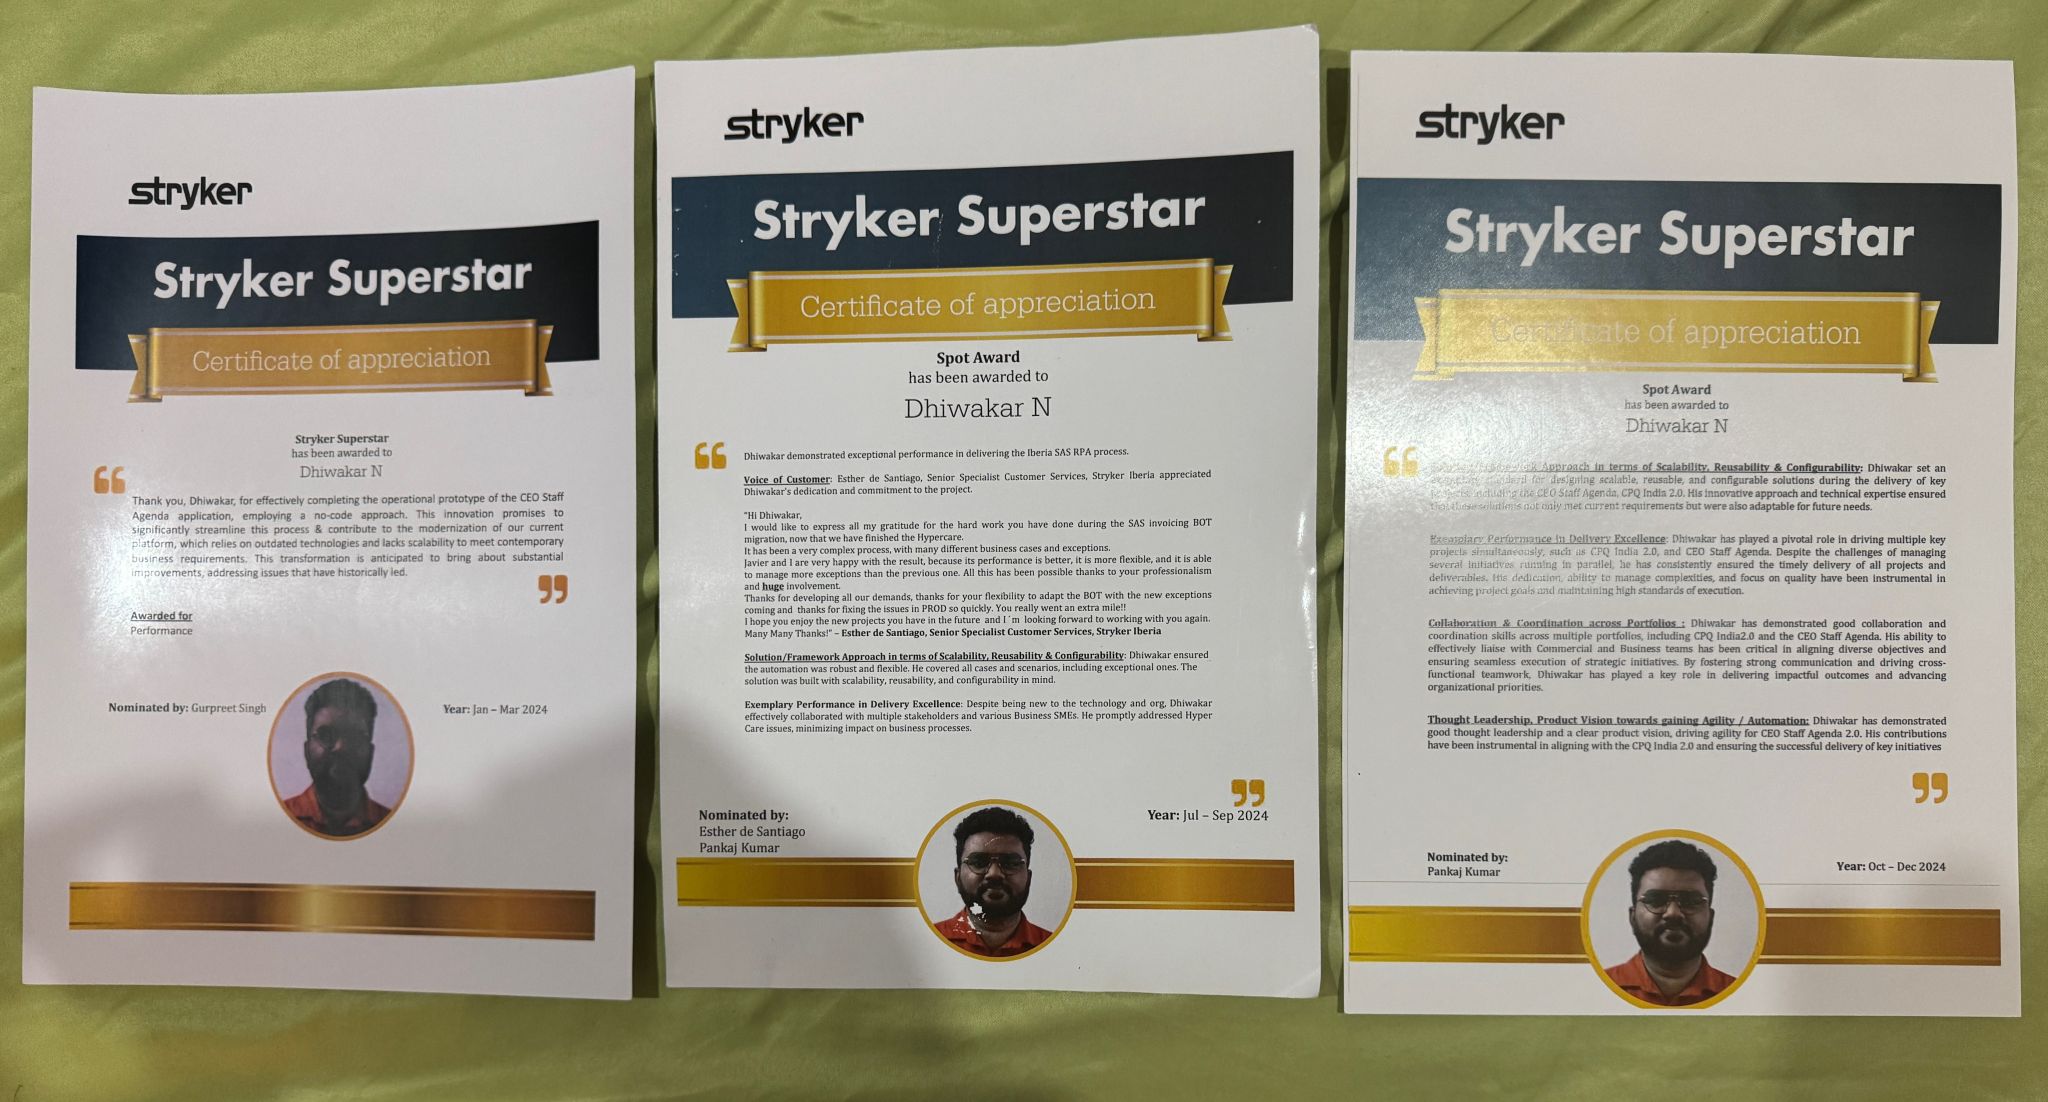 stryker
Stryker Superstar
Certificate of appreciation
Stryker Superstar
has been awarded to
Dhiwakar N
Thank you, Dhiwakar, for effectively completing the operational prototype of the CEO Staff
Agenda application, employing a no-code approach. This innovation promises to
significantly streamline this process & contribute to the modernization of our current
platform, which relies on outdated technologies and lacks scalability to meet contemporary
business requirements. This transformation is anticipated to bring about substantial
improvements, addressing issues that have historically led.
Awarded for
Performance
Nominated by: Gurpreet Singh
Year: Jan – Mar 2024
stryker
Stryker Superstar
Certificate of appreciation
Spot Award
has been awarded to
Dhiwakar N
Dhiwakar demonstrated exceptional performance in delivering the Iberia SAS RPA process.
Voice of Customer: Esther de Santiago, Senior Specialist Customer Services, Stryker Iberia appreciated
Dhiwakar's dedication and commitment to the project.
"Hi Dhiwakar,
I would like to express all my gratitude for the hard work you have done during the SAS invoicing BOT
migration, now that we have finished the Hypercare.
It has been a very complex process, with many different business cases and exceptions.
Javier and I are very happy with the result, because its performance is better, it is more flexible, and it is able
to manage more exceptions than the previous one. All this has been possible thanks to your professionalism
and huge involvement.
Thanks for developing all our demands, thanks for your flexibility to adapt the BOT with the new exceptions
coming and thanks for fixing the issues in PROD so quickly. You really went an extra mile!!
I hope you enjoy the new projects you have in the future and I´m looking forward to working with you again.
Many Many Thanks!" – Esther de Santiago, Senior Specialist Customer Services, Stryker Iberia
Solution/Framework Approach in terms of Scalability, Reusability & Configurability: Dhiwakar ensured
the automation was robust and flexible. He covered all cases and scenarios, including exceptional ones. The
solution was built with scalability, reusability, and configurability in mind.
Exemplary Performance in Delivery Excellence: Despite being new to the technology and org, Dhiwakar
effectively collaborated with multiple stakeholders and various Business SMEs. He promptly addressed Hyper
Care issues, minimizing impact on business processes.
Nominated by:
Esther de Santiago
Pankaj Kumar
Year: Jul – Sep 2024
stryker
Stryker Superstar
Certificate of appreciation
Spot Award
has been awarded to
Dhiwakar N
Solution/Framework Approach in terms of Scalability, Reusability & Configurability: Dhiwakar set an
standard for designing scalable, reusable, and configurable solutions during the delivery of key
projects, including the CEO Staff Agenda, CPQ India 2.0. His innovative approach and technical expertise ensured
that these solutions not only met current requirements but were also adaptable for future needs.
Exemplary Performance in Delivery Excellence: Dhiwakar has played a pivotal role in driving multiple key
projects simultaneously, such as CPQ India 2.0, and CEO Staff Agenda. Despite the challenges of managing
several initiatives running in parallel, he has consistently ensured the timely delivery of all projects and
deliverables. His dedication, ability to manage complexities, and focus on quality have been instrumental in
achieving project goals and maintaining high standards of execution.
Collaboration & Coordination across Portfolios : Dhiwakar has demonstrated good collaboration and
coordination skills across multiple portfolios, including CPQ India2.0 and the CEO Staff Agenda. His ability to
effectively liaise with Commercial and Business teams has been critical in aligning diverse objectives and
ensuring seamless execution of strategic initiatives. By fostering strong communication and driving cross-
functional teamwork, Dhiwakar has played a key role in delivering impactful outcomes and advancing
organizational priorities.
Thought Leadership, Product Vision towards gaining Agility / Automation: Dhiwakar has demonstrated
good thought leadership and a clear product vision, driving agility for CEO Staff Agenda 2.0. His contributions
have been instrumental in aligning with the CPQ India 2.0 and ensuring the successful delivery of key initiatives
Nominated by:
Pankaj Kumar
Year: Oct – Dec 2024